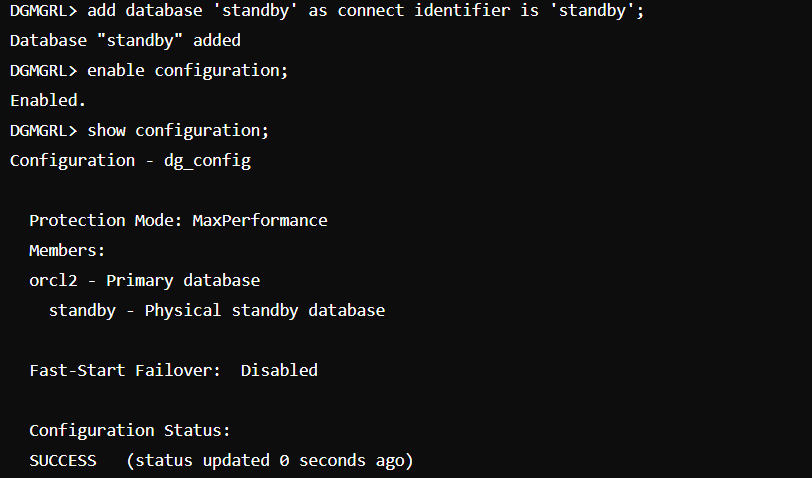 DGMGRL> add database 'standby' as connect identifier is 'standby';
Database "standby" added
DGMGRL> enable configuration;
Enabled.
DGMGRL> show configuration;
Configuration - dg_config
Protection Mode: MaxPerformance
Members:
orcl2 - Primary database
standby - Physical standby database
Fast-Start Failover:  Disabled
Configuration Status:
SUCCESS   (status updated 0 seconds ago)